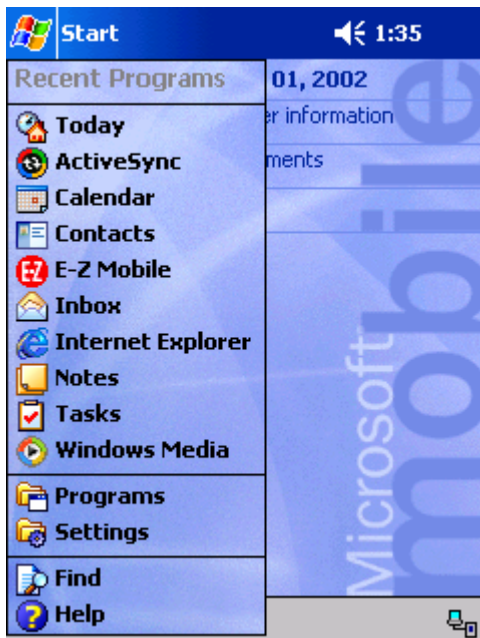 Start 1:35
Recent Programs
01, 2002
Today
er information
ActiveSync
ments
Calendar
Contacts
E-Z Mobile
Inbox
Internet Explorer
Notes
Tasks
Windows Media
Programs
Settings
Find
Help
Microsoft
mobile